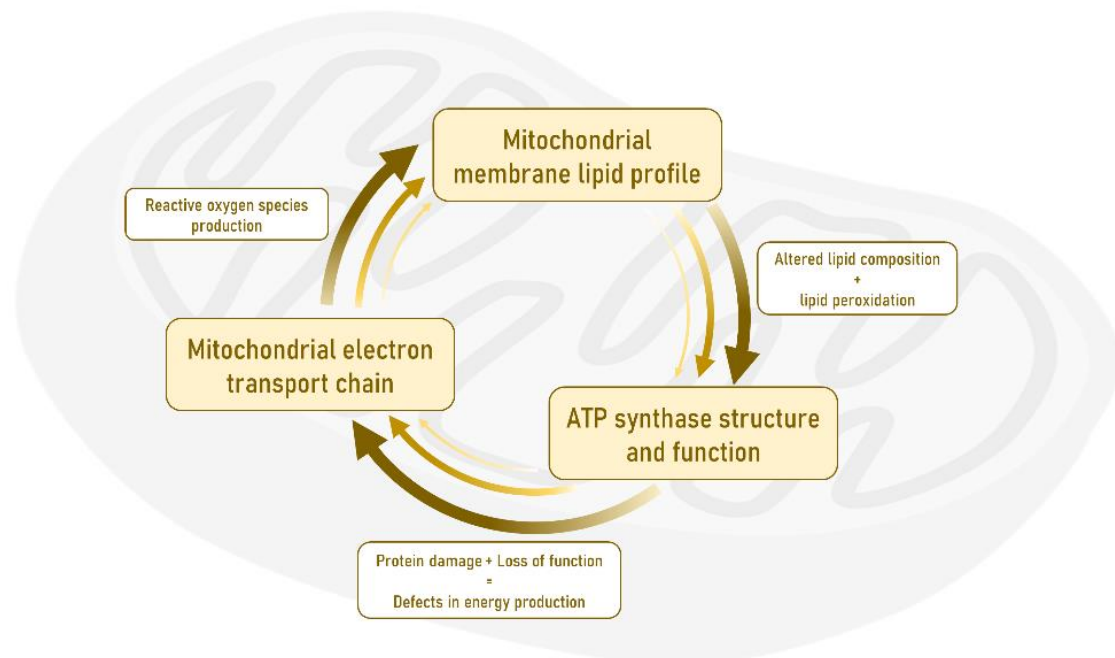 Mitochondrial
membrane lipid profile
Reactive oxygen species
production
Altered lipid composition
+
lipid peroxidation
Mitochondrial electron
transport chain
ATP synthase structure
and function
Protein damage + Loss of function
=
Defects in energy production